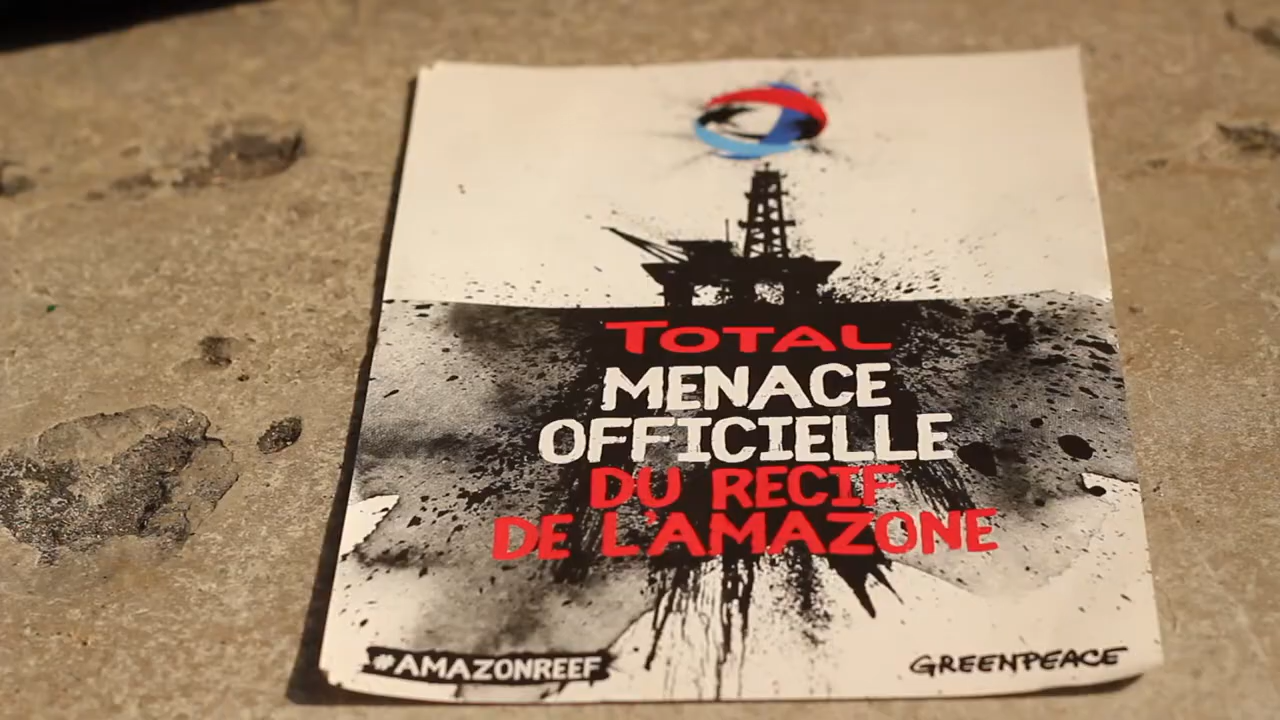 TOTAL
MENACE
OFFICIELLE
DU RECIF
DE L'AMAZONE
#AMAZONREEF
GREENPEACE